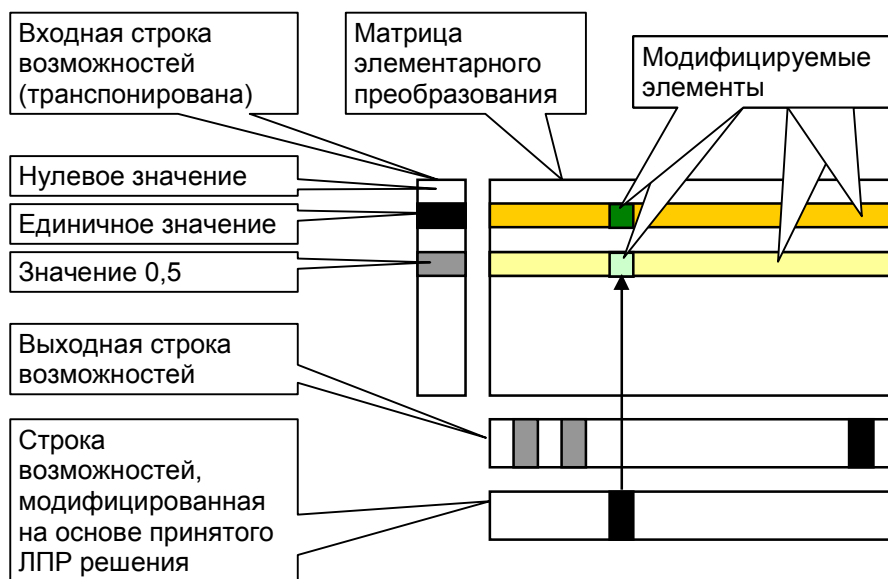 Входная строка
возможностей
(транспонирована)
Матрица
элементарного
преобразования
Модифицируемые
элементы
Нулевое значение
Единичное значение
Значение 0,5
Выходная строка
возможностей
Строка
возможностей,
модифицированная
на основе принятого
ЛПР решения